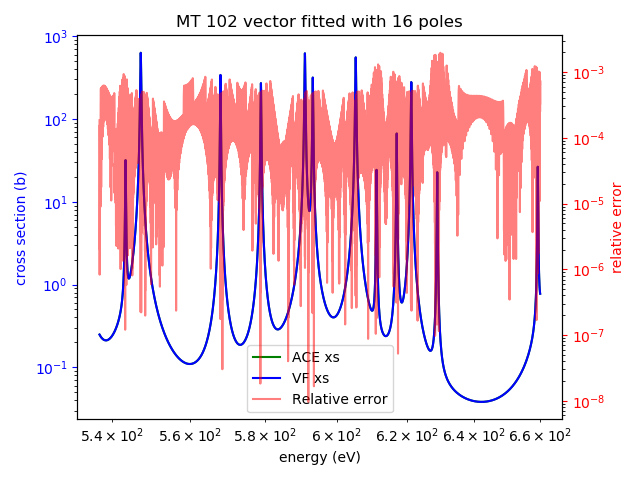 MT 102 vector fitted with 16 poles
cross section (b)
10³
10²
10¹
10⁰
10⁻¹
10⁻³
10⁻⁴
10⁻⁵
10⁻⁶
10⁻⁷
10⁻⁸
relative error
ACE xs
VF xs
Relative error
5.4 × 10² 5.6 × 10² 5.8 × 10² 6 × 10² 6.2 × 10² 6.4 × 10² 6.6 × 10²
energy (eV)